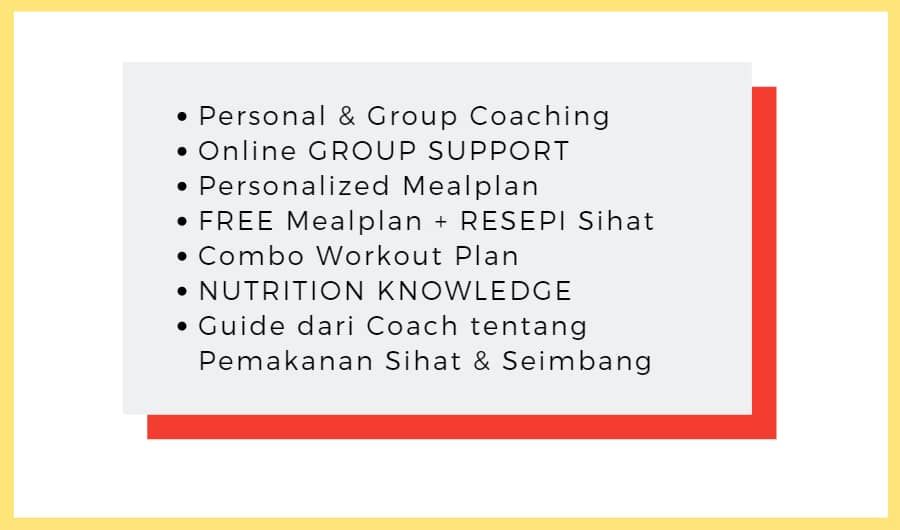 • Personal & Group Coaching
• Online GROUP SUPPORT
• Personalized Mealplan
• FREE Mealplan + RESEPI Sihat
• Combo Workout Plan
• NUTRITION KNOWLEDGE
• Guide dari Coach tentang
Pemakanan Sihat & Seimbang